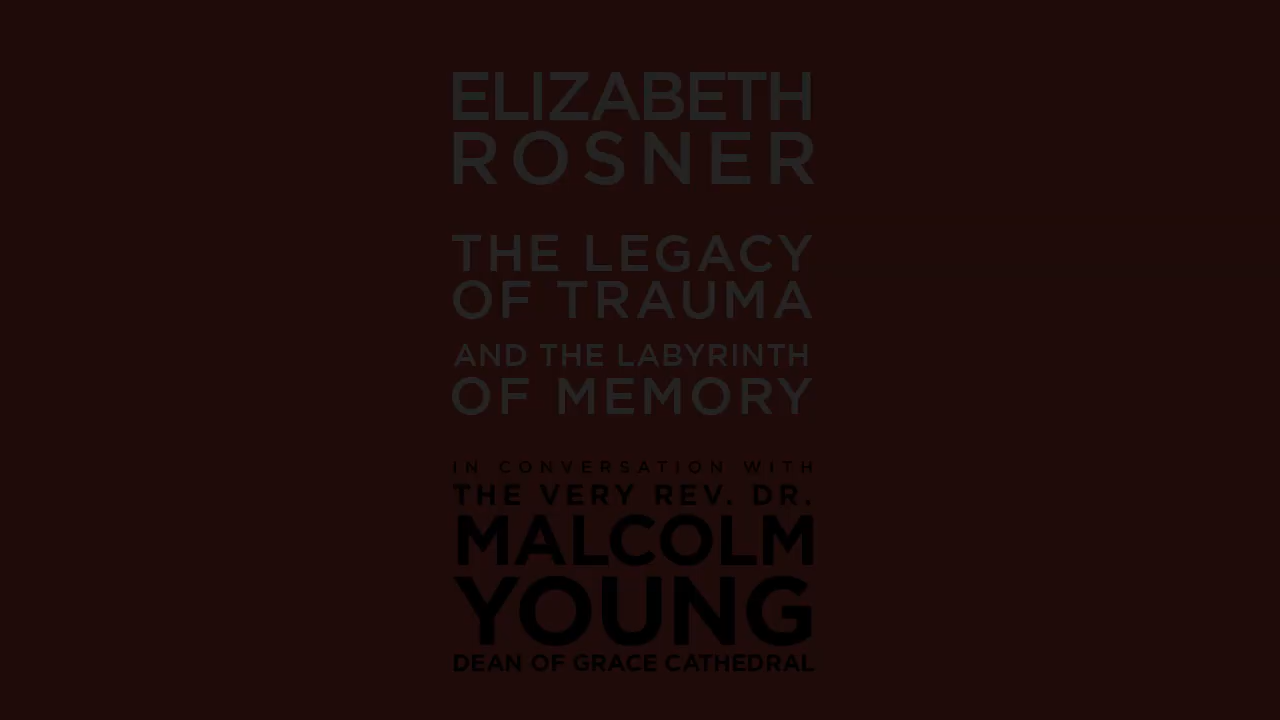 ELIZABETH
ROSNER
THE LEGACY
OF TRAUMA
AND THE LABYRINTH
OF MEMORY
IN CONVERSATION WITH
THE VERY REV. DR.
MALCOLM
YOUNG
DEAN OF GRACE CATHEDRAL